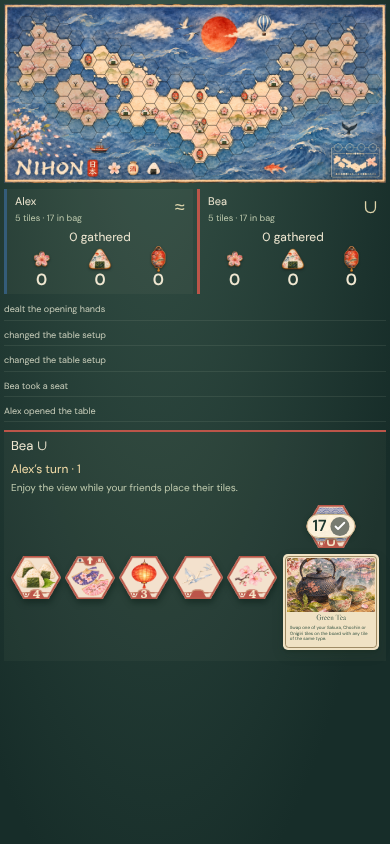 NIHON 日本
Alex
5 tiles · 17 in bag
0 gathered
0 0 0
Bea
5 tiles · 17 in bag
0 gathered
0 0 0
dealt the opening hands
changed the table setup
changed the table setup
Bea took a seat
Alex opened the table
Bea U
Alex's turn · 1
Enjoy the view while your friends place their tiles.
17
4
1
3
4
Green Tea
Swap one of your Sakura, Chochin or
Onigiri tiles on the board with any tile
of the same type.